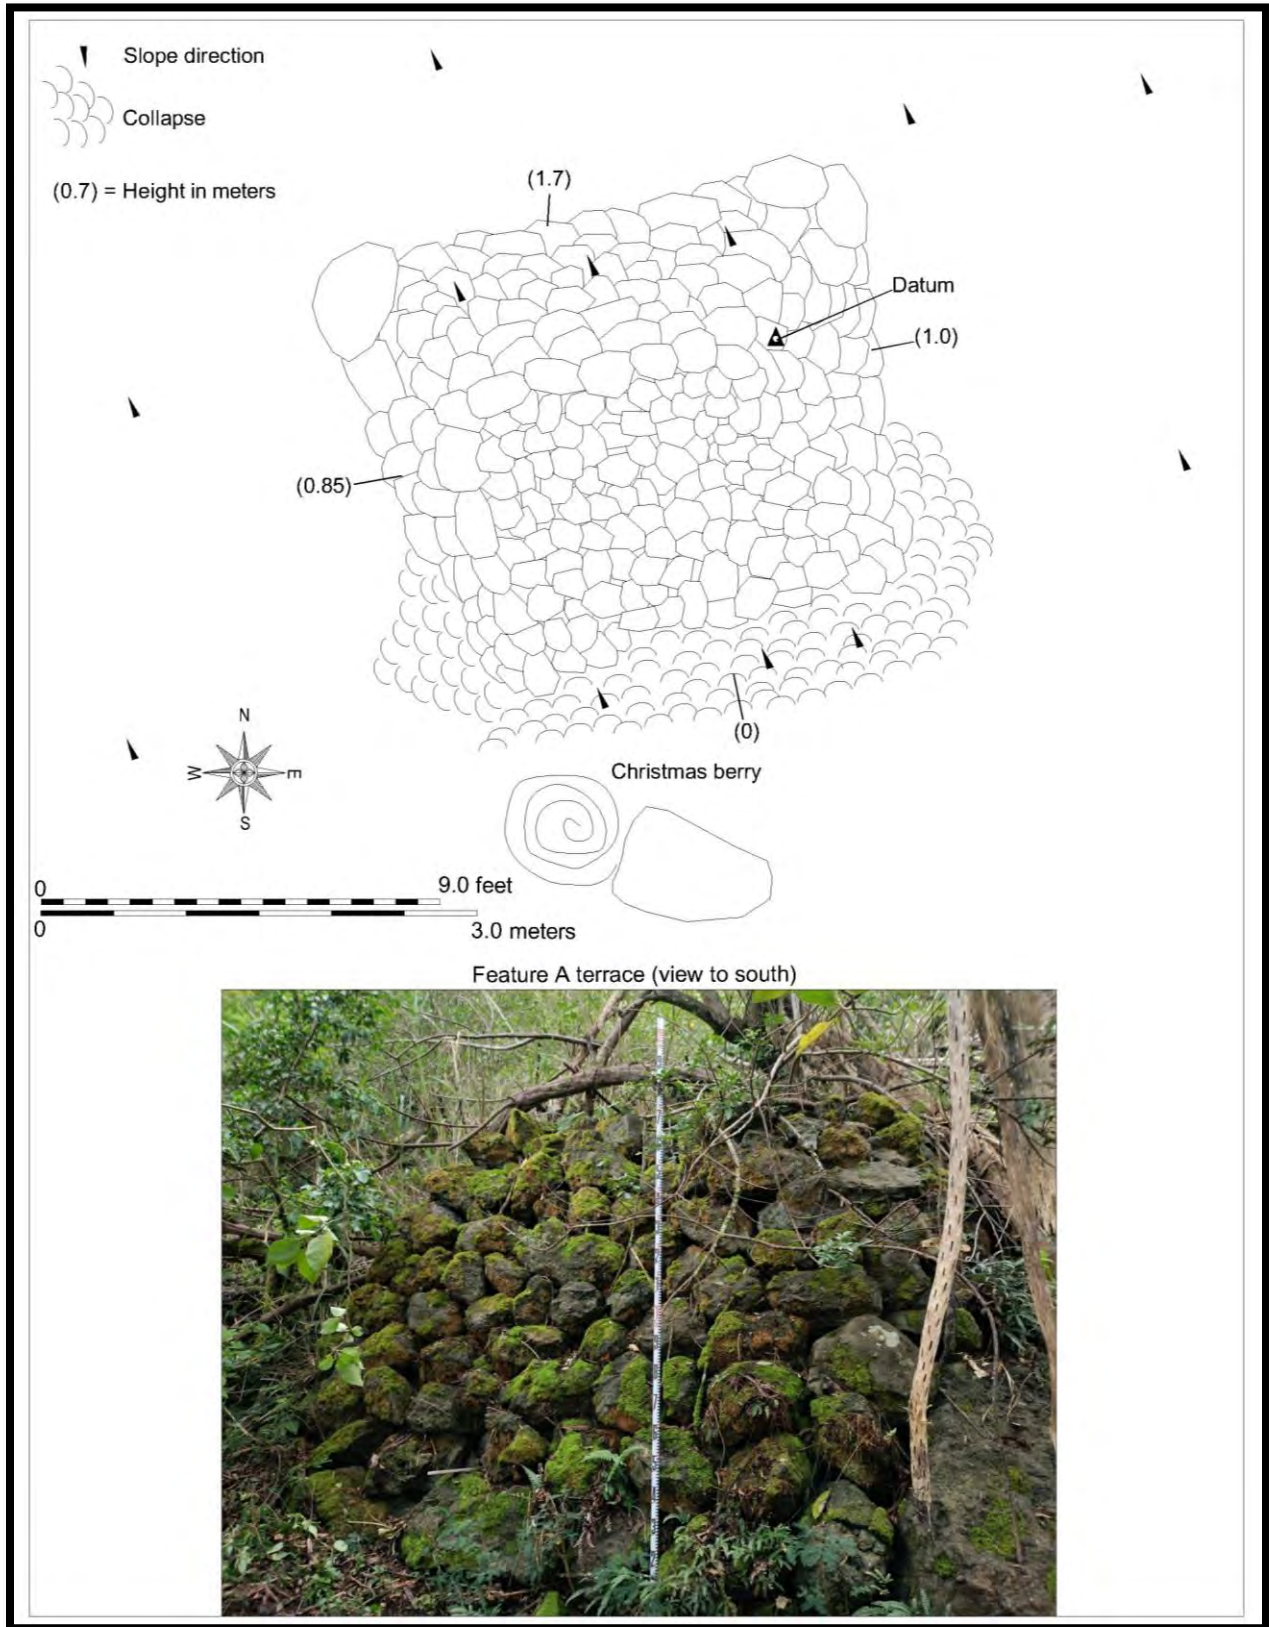 Slope direction
Collapse
(0.7) = Height in meters
(1.7)
Datum
(1.0)
(0.85)
(0)
N
W E
S
Christmas berry
0 9.0 feet
0 3.0 meters
Feature A terrace (view to south)